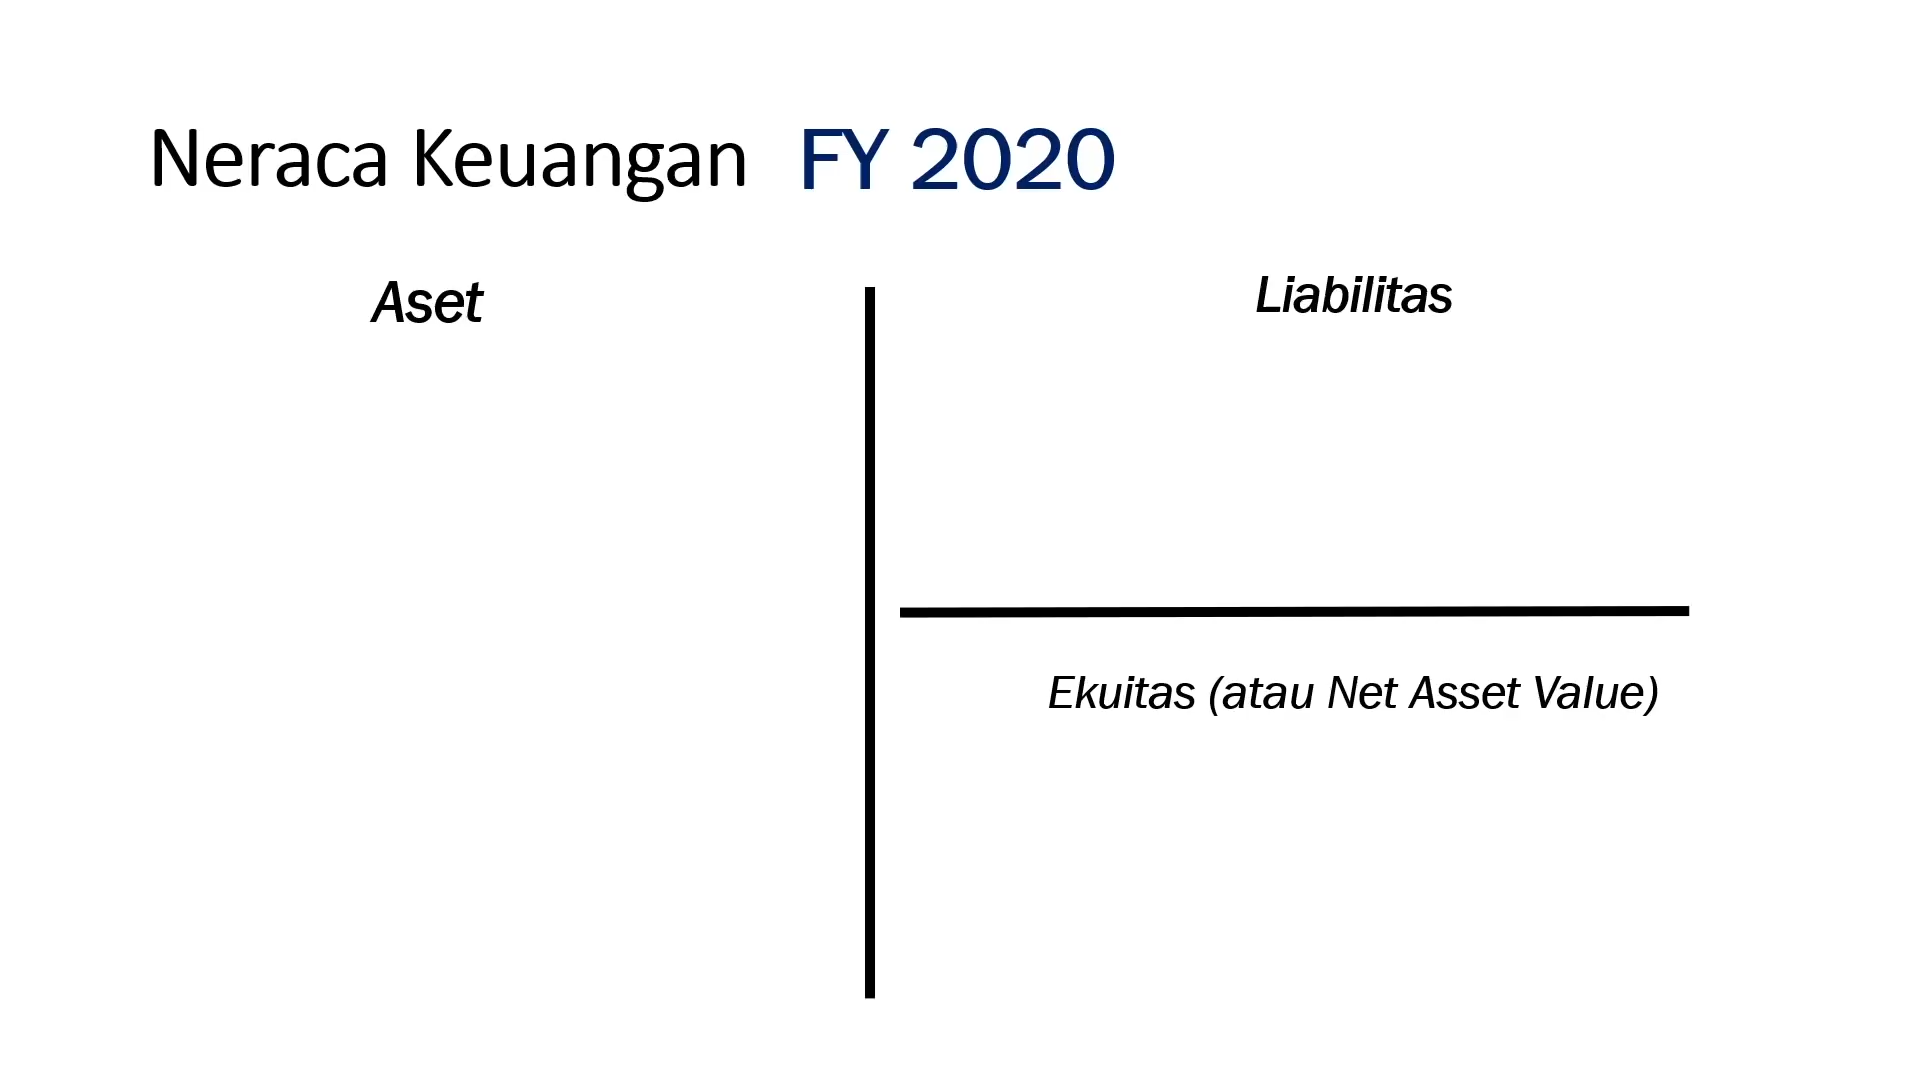 Neraca Keuangan FY 2020
Aset
Liabilitas
Ekuitas (atau Net Asset Value)